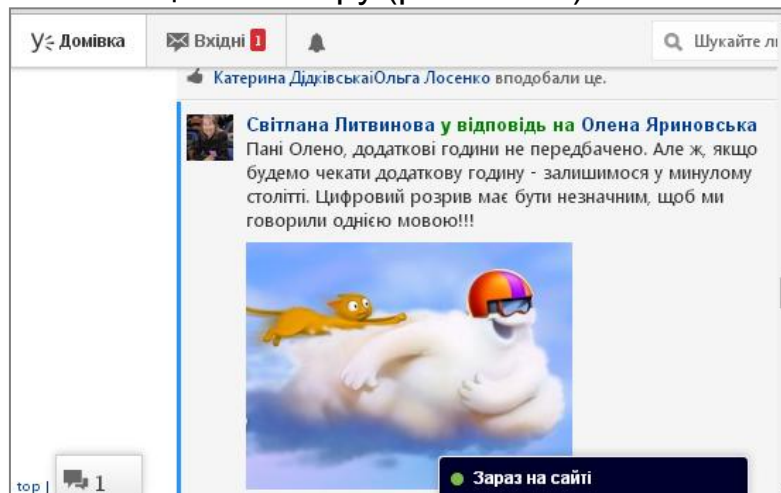 Домівка
Вхідні 1
Шукайте
Катерина ДідківськаіОльга Лосенко вподобали це.
Світлана Литвинова у відповідь на Олена Яриновська
Пані Олено, додаткові години не передбачено. Але ж, якщо
будемо чекати додаткову годину - залишимося у минулому
столітті. Цифровий розрив має бути незначним, щоб ми
говорили однією мовою!!!
top |
1
Зараз на сайті